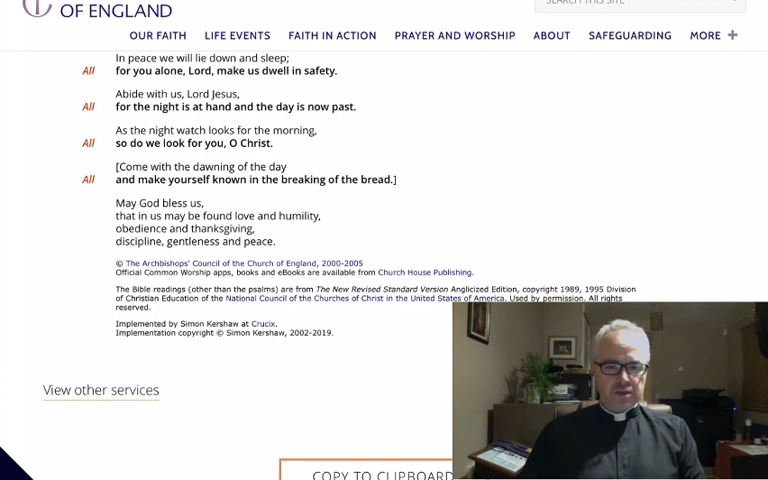 OF ENGLAND
SEARCH THIS SITE
OUR FAITH LIFE EVENTS FAITH IN ACTION PRAYER AND WORSHIP ABOUT SAFEGUARDING MORE +
In peace we will lie down and sleep;
All for you alone, Lord, make us dwell in safety.
Abide with us, Lord Jesus,
All for the night is at hand and the day is now past.
As the night watch looks for the morning,
All so do we look for you, O Christ.
[Come with the dawning of the day
All and make yourself known in the breaking of the bread.]
May God bless us,
that in us may be found love and humility,
obedience and thanksgiving,
discipline, gentleness and peace.
© The Archbishops' Council of the Church of England, 2000-2005
Official Common Worship apps, books and eBooks are available from Church House Publishing.
The Bible readings (other than the psalms) are from The New Revised Standard Version Anglicized Edition, copyright 1989, 1995 Division
of Christian Education of the National Council of the Churches of Christ in the United States of America. Used by permission. All rights
reserved.
Implemented by Simon Kershaw at Crucix.
Implementation copyright © Simon Kershaw, 2002-2019.
View other services
COPY TO CLIPBOARD